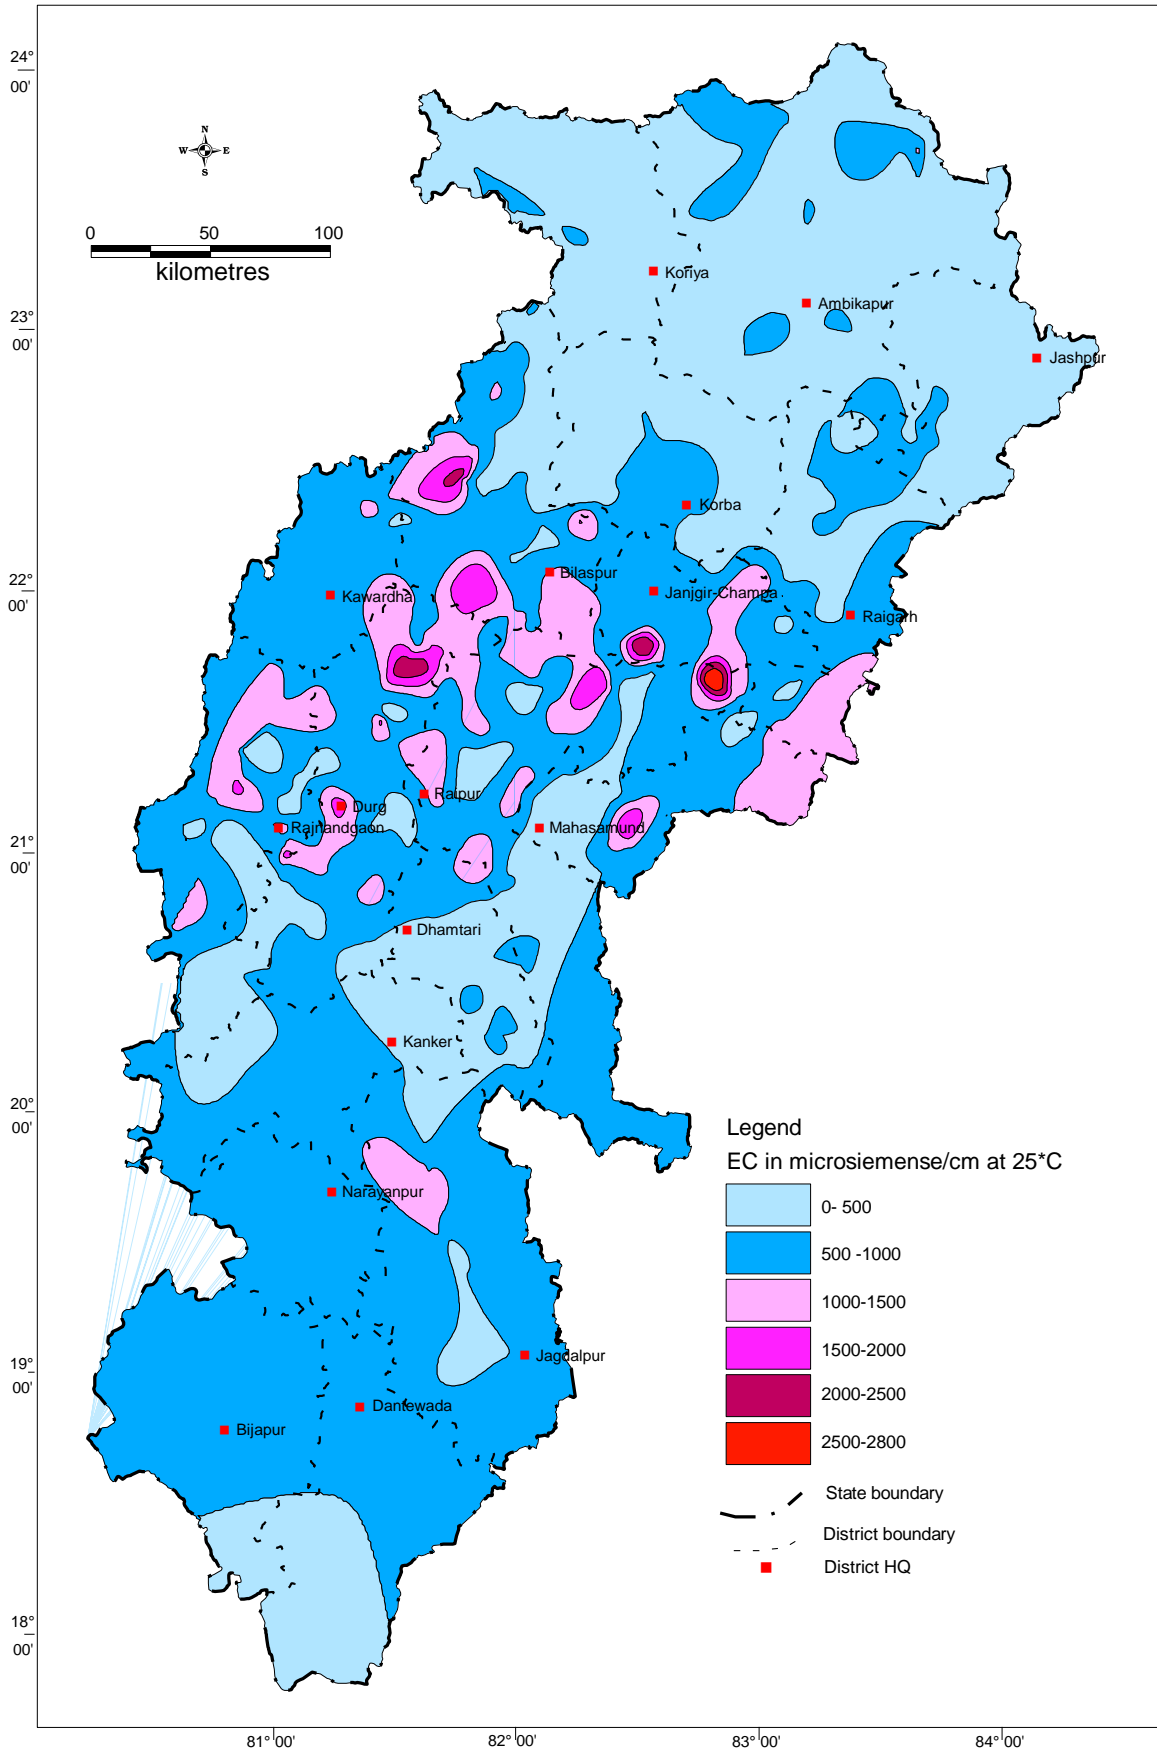 24°
00'
N
W E
S
0 50 100
kilometres
Koriya
Ambikapur
23°
00'
Jashpur
Korba
Bilaspur
22°
00'
Kawardha
Janjgir-Champa
Raigarh
Raipur
Durg
Rajnandgaon
Mahasamund
21°
00'
Dhamtari
Kanker
20°
00'
Legend
EC in microsiemense/cm at 25*C
0- 500
500 -1000
1000-1500
1500-2000
2000-2500
2500-2800
State boundary
District boundary
District HQ
Narayanpur
Jagdalpur
19°
00'
Dantewada
Bijapur
18°
00'
81°00' 82°00' 83°00' 84°00'